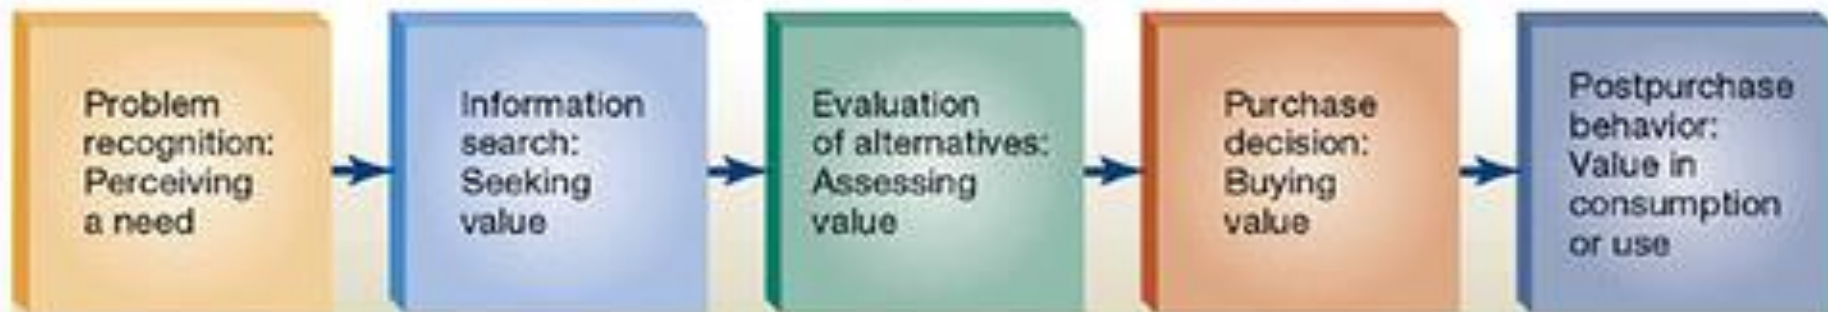 Problem
recognition:
Perceiving
a need
Information
search:
Seeking
value
Evaluation
of alternatives:
Assessing
value
Purchase
decision:
Buying
value
Postpurchase
behavior:
Value in
consumption
or use